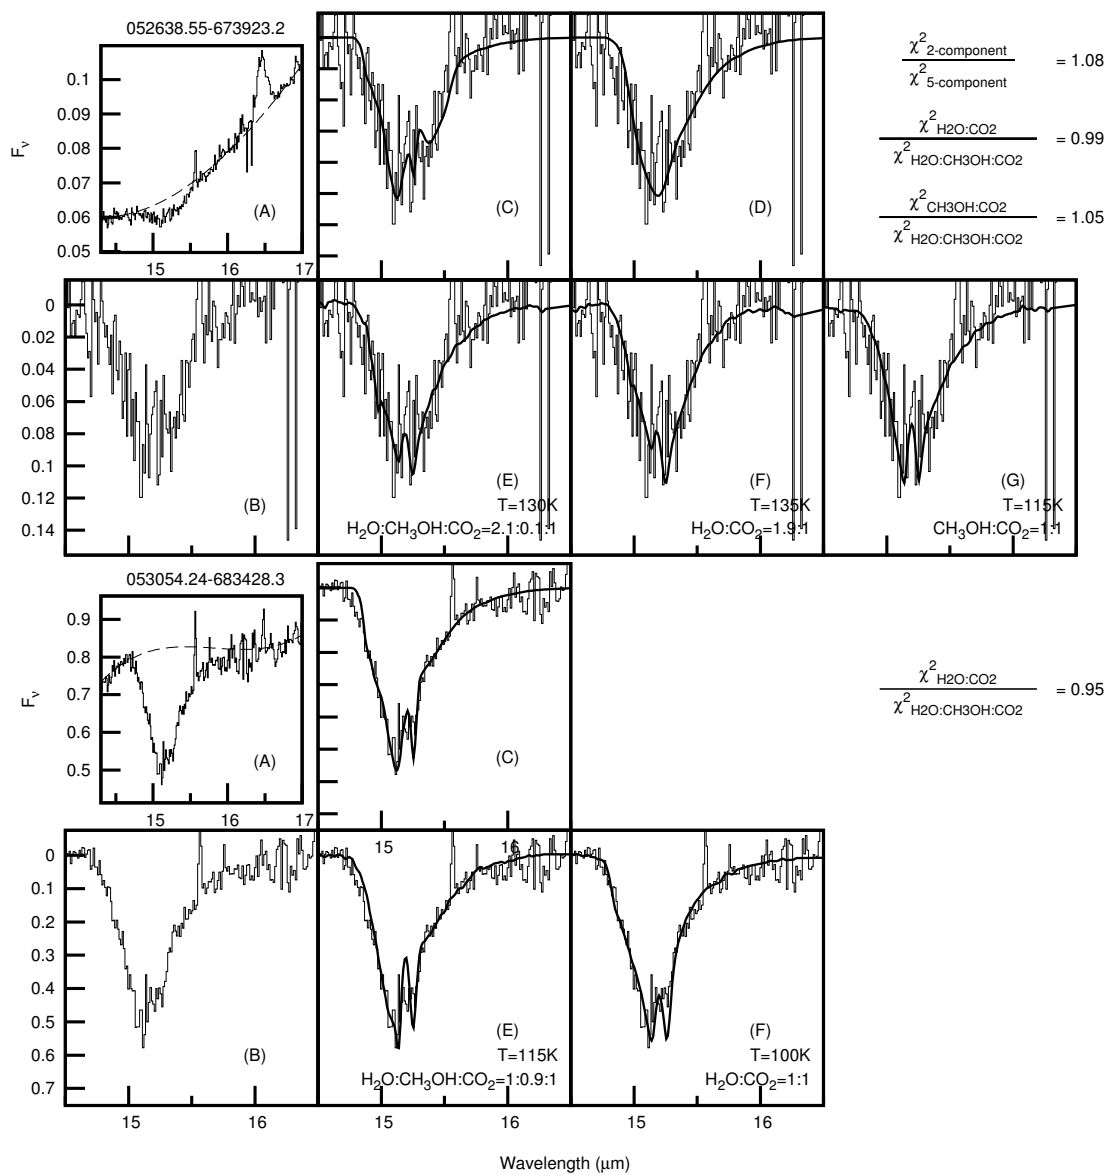 052638.55-673923.2
0.1
0.09
0.08
0.07
0.06
0.05
Fν
(A)
15 16 17
(C)
(D)
χ²2-component
χ²5-component
= 1.08
χ²H2O:CO2
χ²H2O:CH3OH:CO2
= 0.99
χ²CH3OH:CO2
χ²H2O:CH3OH:CO2
= 1.05
0
0.02
0.04
0.06
0.08
0.1
0.12
0.14
(B)
(E)
T=130K
H₂O:CH₃OH:CO₂=2.1:0.1:1
(F)
T=135K
H₂O:CO₂=1.9:1
(G)
T=115K
CH₃OH:CO₂=1:1
053054.24-683428.3
0.9
0.8
0.7
0.6
0.5
Fν
(A)
15 16 17
(C)
15 16
χ²H2O:CO2
χ²H2O:CH3OH:CO2
= 0.95
0
0.1
0.2
0.3
0.4
0.5
0.6
0.7
(B)
(E)
T=115K
H₂O:CH₃OH:CO₂=1:0.9:1
(F)
T=100K
H₂O:CO₂=1:1
15 16 15 16 15 16
Wavelength (μm)